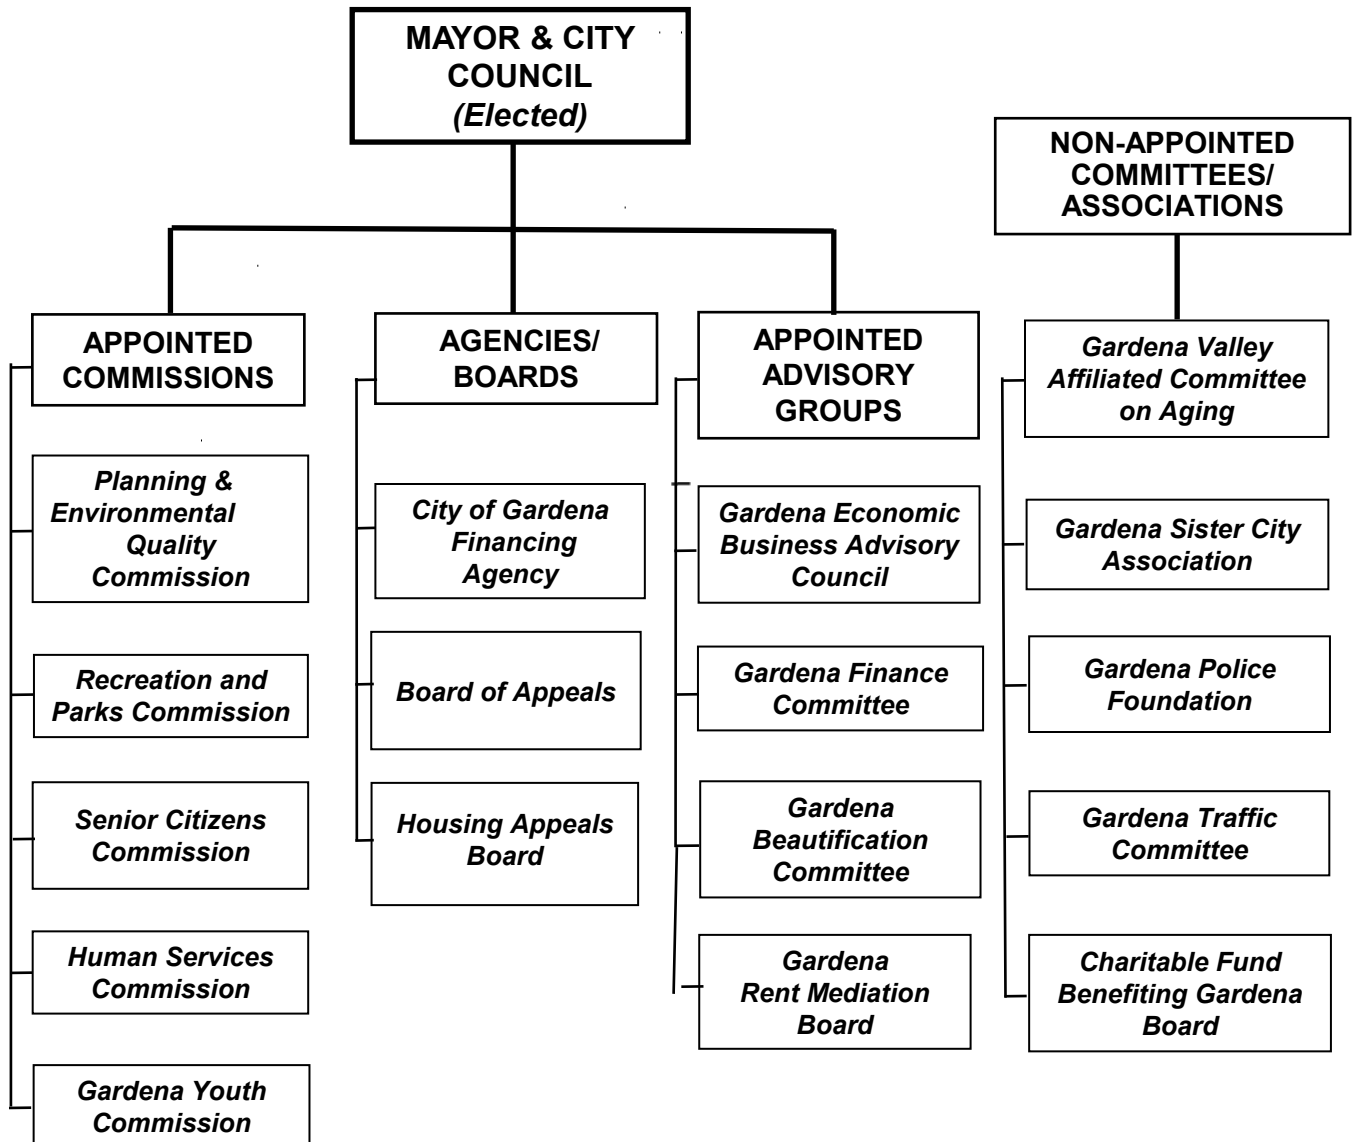 MAYOR & CITY
COUNCIL
(Elected)
NON-APPOINTED
COMMITTEES/
ASSOCIATIONS
APPOINTED
COMMISSIONS
Planning &
Environmental
Quality
Commission
Recreation and
Parks Commission
Senior Citizens
Commission
Human Services
Commission
Gardena Youth
Commission
AGENCIES/
BOARDS
City of Gardena
Financing
Agency
Board of Appeals
Housing Appeals
Board
APPOINTED
ADVISORY
GROUPS
Gardena Economic
Business Advisory
Council
Gardena Finance
Committee
Gardena
Beautification
Committee
Gardena
Rent Mediation
Board
Gardena Valley
Affiliated Committee
on Aging
Gardena Sister City
Association
Gardena Police
Foundation
Gardena Traffic
Committee
Charitable Fund
Benefiting Gardena
Board